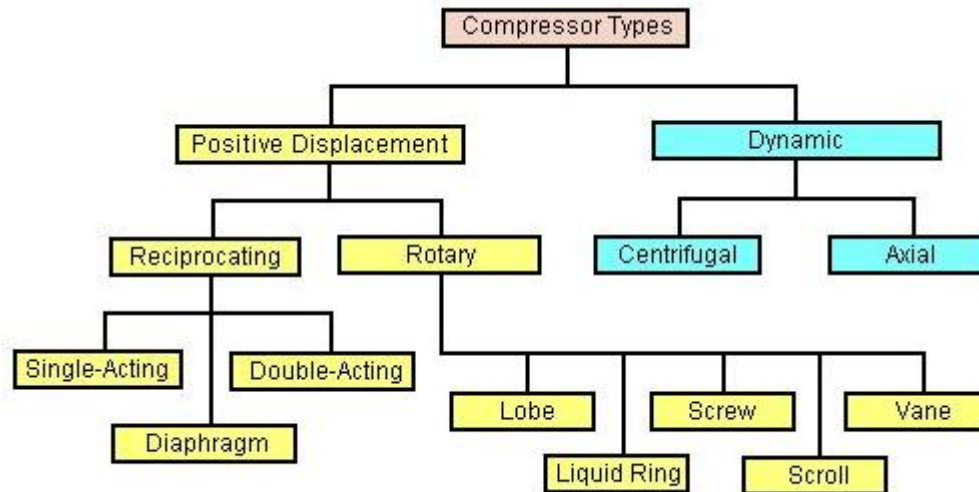 Compressor Types
Positive Displacement
Dynamic
Reciprocating
Rotary
Centrifugal
Axial
Single-Acting
Double-Acting
Diaphragm
Lobe
Screw
Vane
Liquid Ring
Scroll